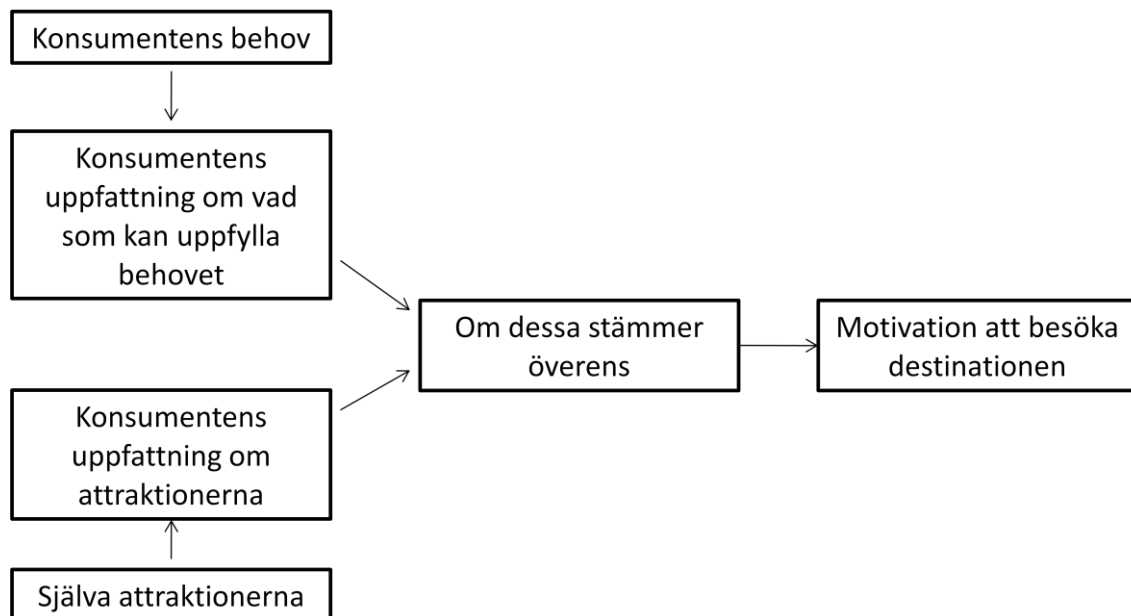 Konsumentens behov
Konsumentens
uppfattning om vad
som kan uppfylla
behovet
Om dessa stämmer
överens
Motivation att besöka
destinationen
Konsumentens
uppfattning om
attraktionerna
Själva attraktionerna